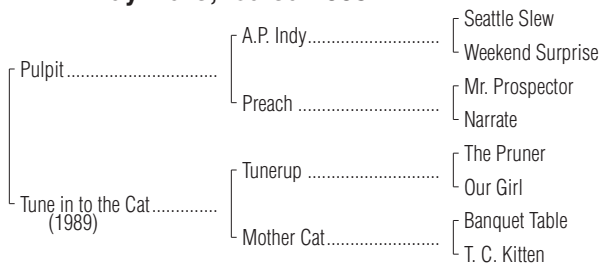 Seattle Slew
A.P. Indy
Weekend Surprise
Pulpit
Mr. Prospector
Preach
Narrate
The Pruner
Tunerup
Our Girl
Tune in to the Cat
(1989)
Banquet Table
Mother Cat
T. C. Kitten